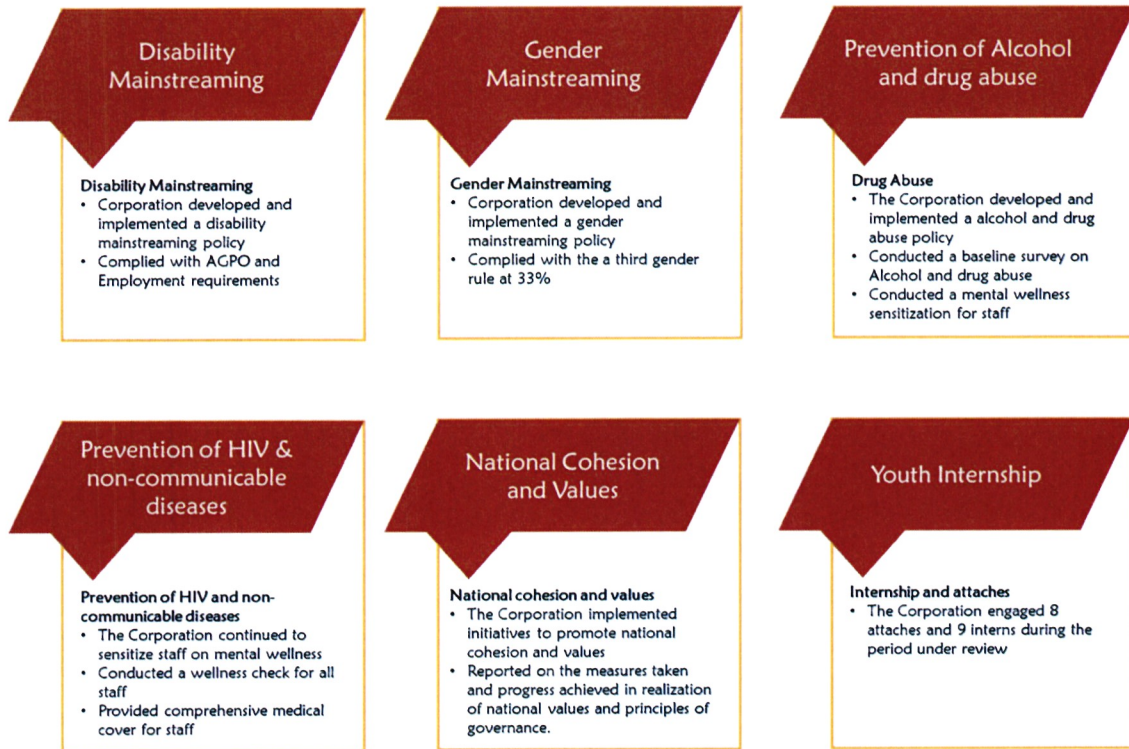 Disability
Mainstreaming
Disability Mainstreaming
• Corporation developed and
implemented a disability
mainstreaming policy
• Complied with AGPO and
Employment requirements
Gender
Mainstreaming
Gender Mainstreaming
• Corporation developed and
implemented a gender
mainstreaming policy
• Complied with the a third gender
rule at 33%
Prevention of Alcohol
and drug abuse
Drug Abuse
• The Corporation developed and
implemented a alcohol and drug
abuse policy
• Conducted a baseline survey on
Alcohol and drug abuse
• Conducted a mental wellness
sensitization for staff
Prevention of HIV &
non-communicable
diseases
Prevention of HIV and non-
communicable diseases
• The Corporation continued to
sensitize staff on mental wellness
• Conducted a wellness check for all
staff
• Provided comprehensive medical
cover for staff
National Cohesion
and Values
National cohesion and values
• The Corporation implemented
initiatives to promote national
cohesion and values
• Reported on the measures taken
and progress achieved in realization
of national values and principles of
governance.
Youth Internship
Internship and attaches
• The Corporation engaged 8
attaches and 9 interns during the
period under review